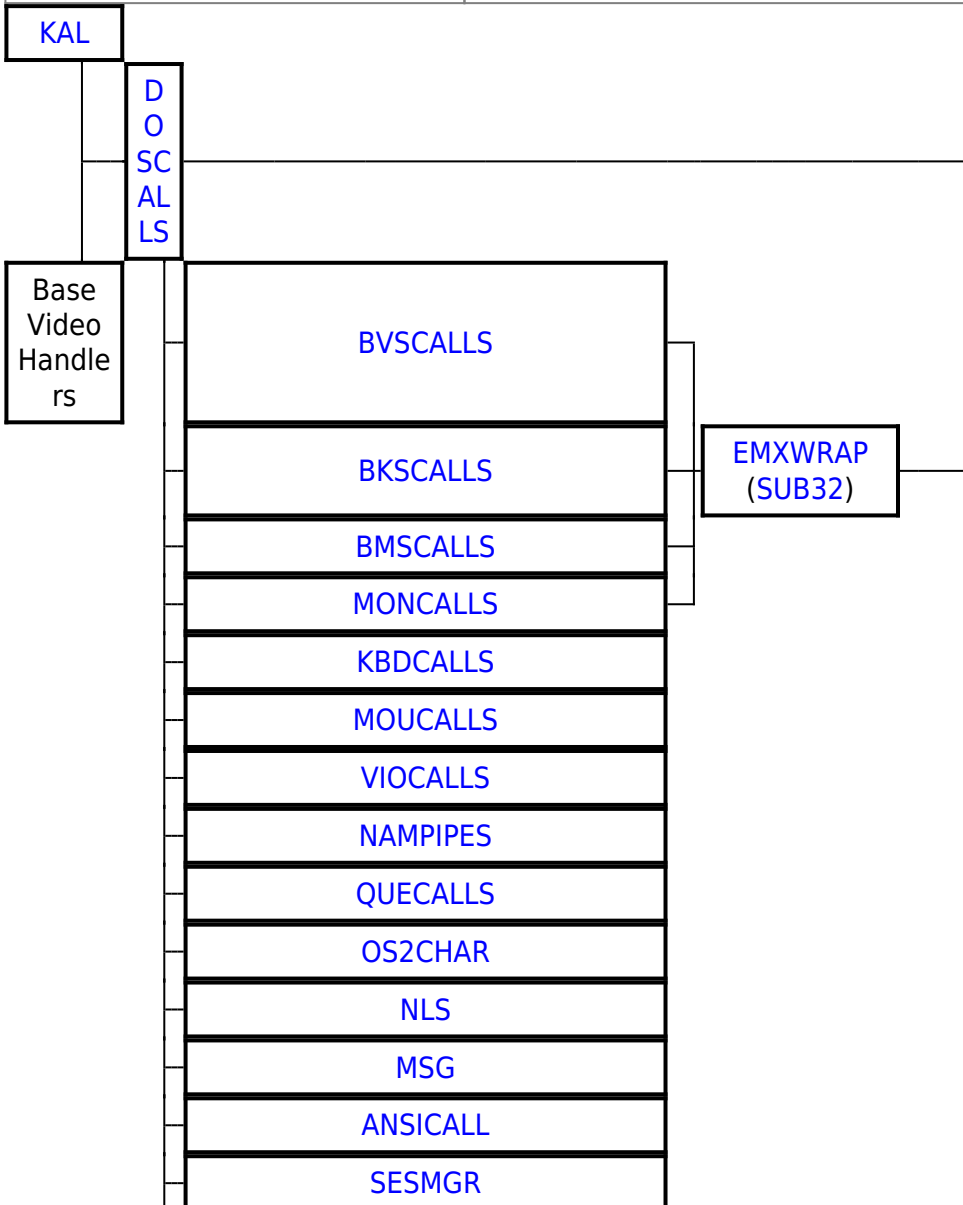 KAL
D
O
SC
AL
LS
Base
Video
Handle
rs
BVSCALLS
BKSCALLS
EMXWRAP
(SUB32)
BMSCALLS
MONCALLS
KBDCALLS
MOUCALLS
VIOCALLS
NAMPIPES
QUECALLS
OS2CHAR
NLS
MSG
ANSICALL
SESMGR